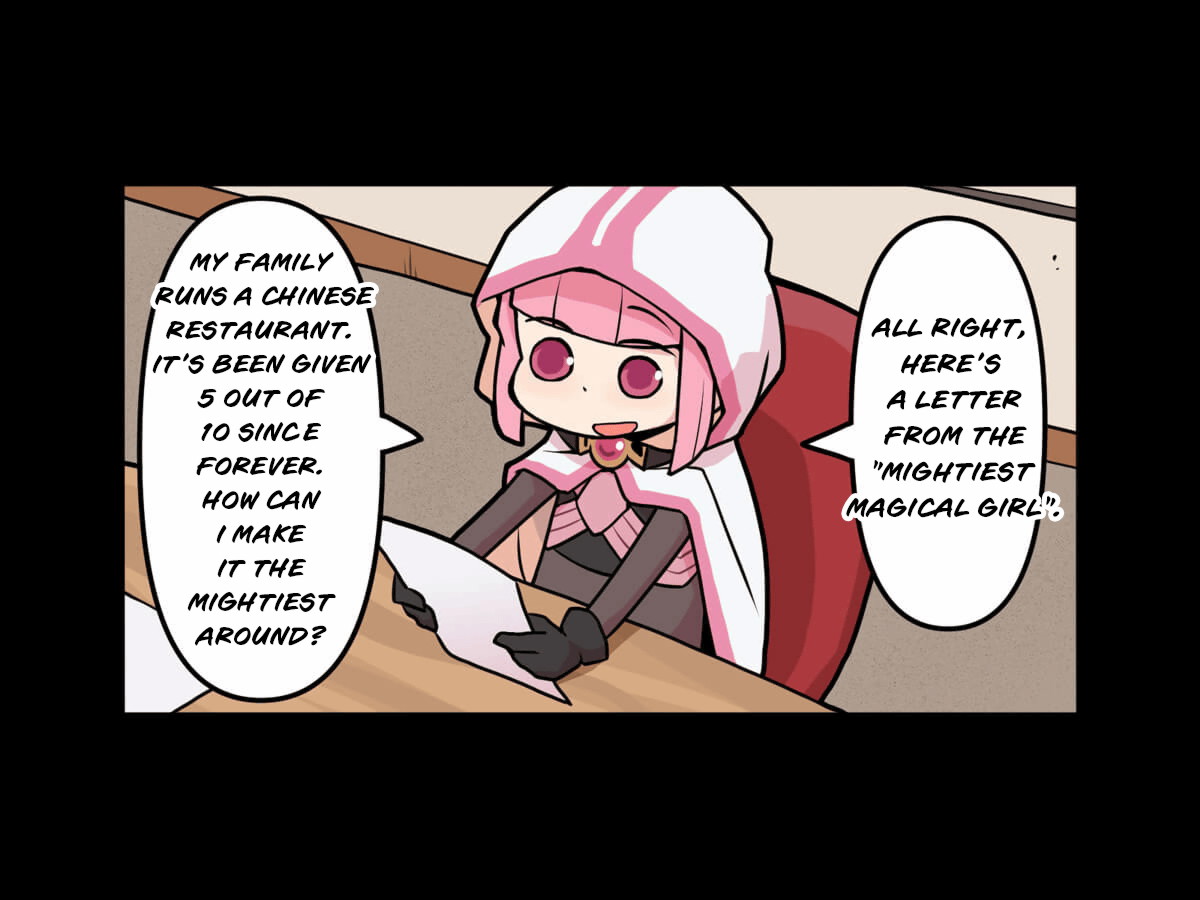 ALL RIGHT,
HERE'S
A LETTER
FROM THE
"MIGHTIEST
MAGICAL GIRL".
MY FAMILY
RUNS A CHINESE
RESTAURANT.
IT'S BEEN GIVEN
5 OUT OF
10 SINCE
FOREVER.
HOW CAN
I MAKE
IT THE
MIGHTIEST
AROUND?